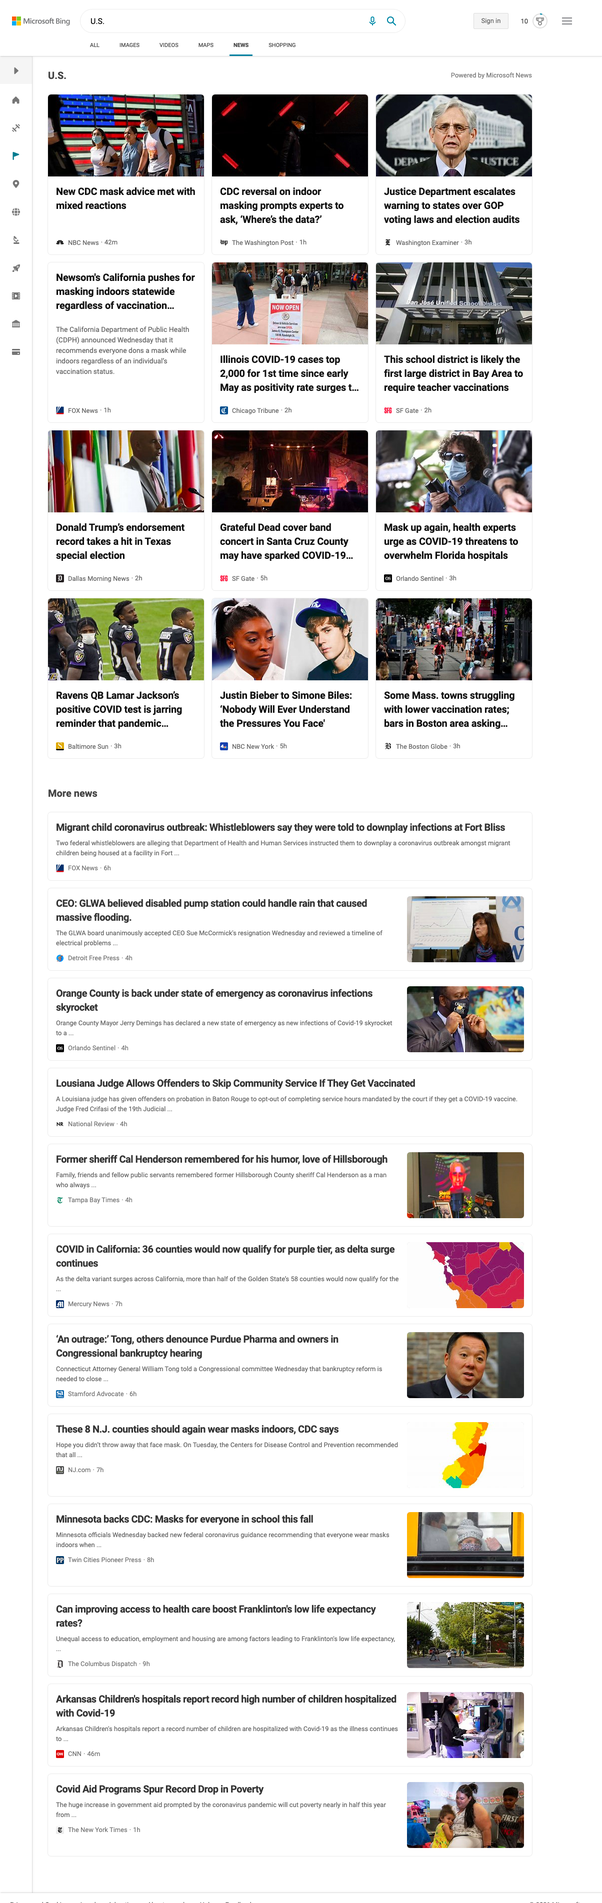 Microsoft Bing
U.S.
Sign in
10
ALL
IMAGES
VIDEOS
MAPS
NEWS
SHOPPING
U.S.
Powered by Microsoft News
New CDC mask advice met with
mixed reactions
NBC News · 42m
CDC reversal on indoor
masking prompts experts to
ask, ‘Where’s the data?’
wp
The Washington Post · 1h
Justice Department escalates
warning to states over GOP
voting laws and election audits
Washington Examiner · 3h
Newsom's California pushes for
masking indoors statewide
regardless of vaccination...
The California Department of Public Health
(CDPH) announced Wednesday that it
recommends everyone dons a mask while
indoors regardless of an individual's
vaccination status.
FOX News · 1h
NOW OPEN
Illinois COVID-19 cases top
2,000 for 1st time since early
May as positivity rate surges t...
Chicago Tribune · 2h
San José Unified School
This school district is likely the
first large district in Bay Area to
require teacher vaccinations
SF Gate · 2h
Donald Trump’s endorsement
record takes a hit in Texas
special election
Dallas Morning News · 2h
Grateful Dead cover band
concert in Santa Cruz County
may have sparked COVID-19...
SF Gate · 5h
Mask up again, health experts
urge as COVID-19 threatens to
overwhelm Florida hospitals
OS
Orlando Sentinel · 3h
Ravens QB Lamar Jackson’s
positive COVID test is jarring
reminder that pandemic...
Baltimore Sun · 3h
Justin Bieber to Simone Biles:
‘Nobody Will Ever Understand
the Pressures You Face’
NBC New York · 5h
Some Mass. towns struggling
with lower vaccination rates;
bars in Boston area asking...
The Boston Globe · 3h
More news
Migrant child coronavirus outbreak: Whistleblowers say they were told to downplay infections at Fort Bliss
Two federal whistleblowers are alleging that Department of Health and Human Services instructed them to downplay a coronavirus outbreak amongst migrant
children being housed at a facility in Fort ...
FOX News · 6h
CEO: GLWA believed disabled pump station could handle rain that caused
massive flooding.
The GLWA board unanimously accepted CEO Sue McCormick's resignation Wednesday and reviewed a timeline of
electrical problems ...
Detroit Free Press · 4h
Orange County is back under state of emergency as coronavirus infections
skyrocket
Orange County Mayor Jerry Demings has declared a new state of emergency as new infections of Covid-19 skyrocket
to a ...
OS
Orlando Sentinel · 4h
Lousiana Judge Allows Offenders to Skip Community Service If They Get Vaccinated
A Louisiana judge has given offenders on probation in Baton Rouge to opt-out of completing service hours mandated by the court if they get a COVID-19 vaccine.
Judge Fred Crifasi of the 19th Judicial ...
NR
National Review · 4h
Former sheriff Cal Henderson remembered for his humor, love of Hillsborough
Family, friends and fellow public servants remembered former Hillsborough County sheriff Cal Henderson as a man
who always ...
Tampa Bay Times · 4h
COVID in California: 36 counties would now qualify for purple tier, as delta surge
continues
As the delta variant surges across California, more than half of the Golden State's 58 counties would now qualify for the
...
Mercury News · 7h
‘An outrage:’ Tong, others denounce Purdue Pharma and owners in
Congressional bankruptcy hearing
Connecticut Attorney General William Tong told a Congressional committee Wednesday that bankruptcy reform is
needed to close ...
SA
Stamford Advocate · 6h
These 8 N.J. counties should again wear masks indoors, CDC says
Hope you didn't throw away that face mask. On Tuesday, the Centers for Disease Control and Prevention recommended
that all ...
NJ.com · 7h
Minnesota backs CDC: Masks for everyone in school this fall
Minnesota officials Wednesday backed new federal coronavirus guidance recommending that everyone wear masks
indoors when ...
PP
Twin Cities Pioneer Press · 8h
Can improving access to health care boost Franklinton's low life expectancy
rates?
Unequal access to education, employment and housing are among factors leading to Franklinton's low life expectancy,
...
The Columbus Dispatch · 9h
Arkansas Children's hospitals report record high number of children hospitalized
with Covid-19
Arkansas Children's hospitals report a record number of children are hospitalized with Covid-19 as the illness continues
to ...
CNN · 46m
Covid Aid Programs Spur Record Drop in Poverty
The huge increase in government aid prompted by the coronavirus pandemic will cut poverty nearly in half this year
from ...
FIRST
The New York Times · 1h